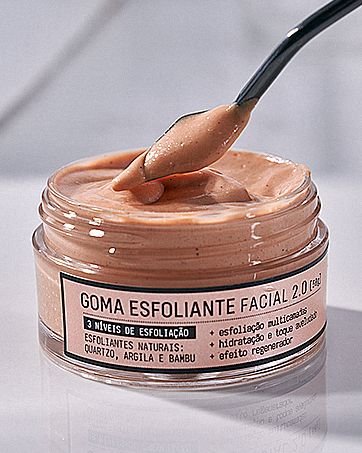 GOMA ESFOLIANTE FACIAL 2.0
3 NÍVEIS DE ESFOLIAÇÃO
ESFOLIANTES NATURAIS:
QUARTZO, ARGILA E BAMBU
+ esfoliação multicamadas
+ hidratação e toque aveludado
+ efeito regenerador